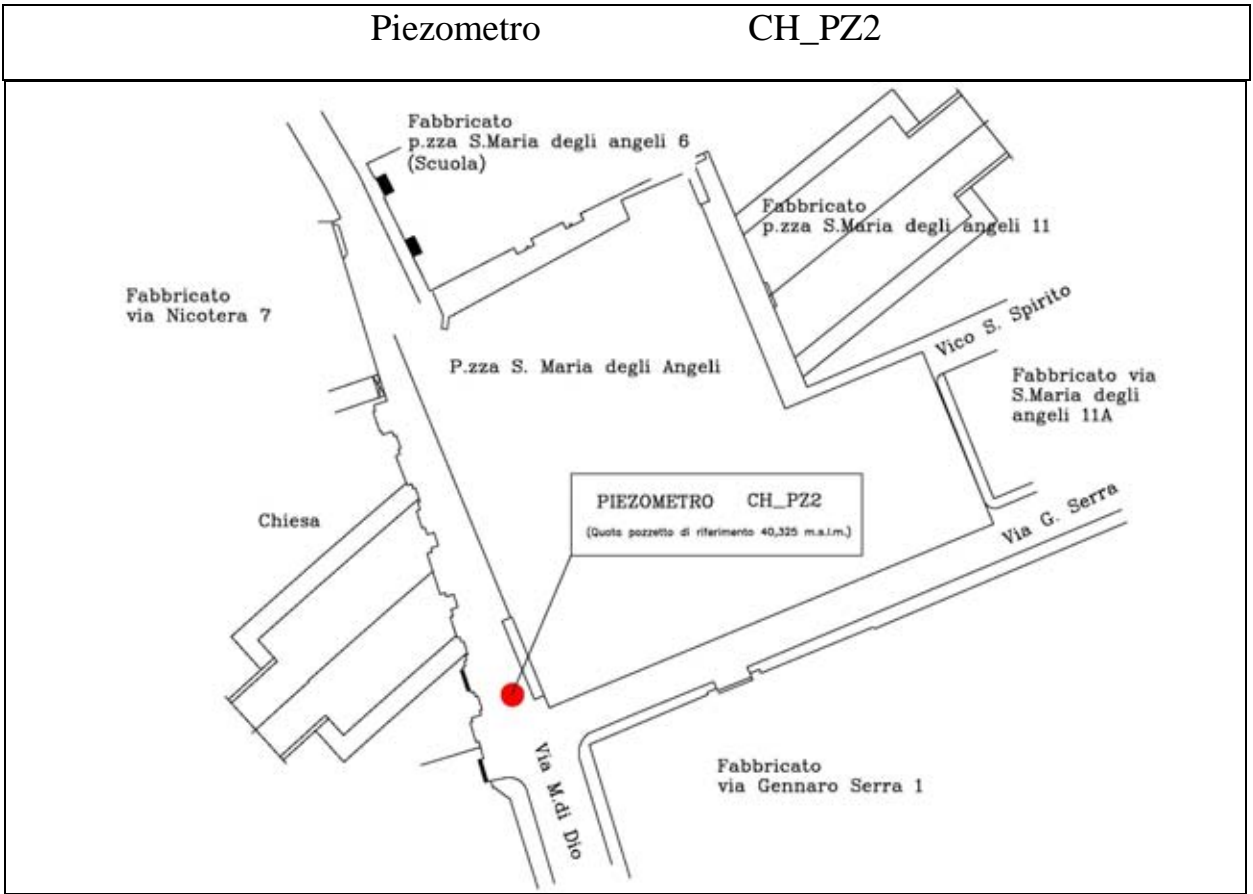 Piezometro CH_PZ2
Fabbricato
p.zza S.Maria degli angeli 6
(Scuola)
Fabbricato
p.zza S.Maria degli angeli 11
Fabbricato
via Nicotera 7
Vico S. Spirito
P.zza S. Maria degli Angeli
Fabbricato via
S.Maria degli
angeli 11A
PIEZOMETRO CH_PZ2
(Quota pozzetto di riferimento 40,325 m.s.l.m.)
Chiesa
Via G. Serra
Via M.di Dio
Fabbricato
via Gennaro Serra 1